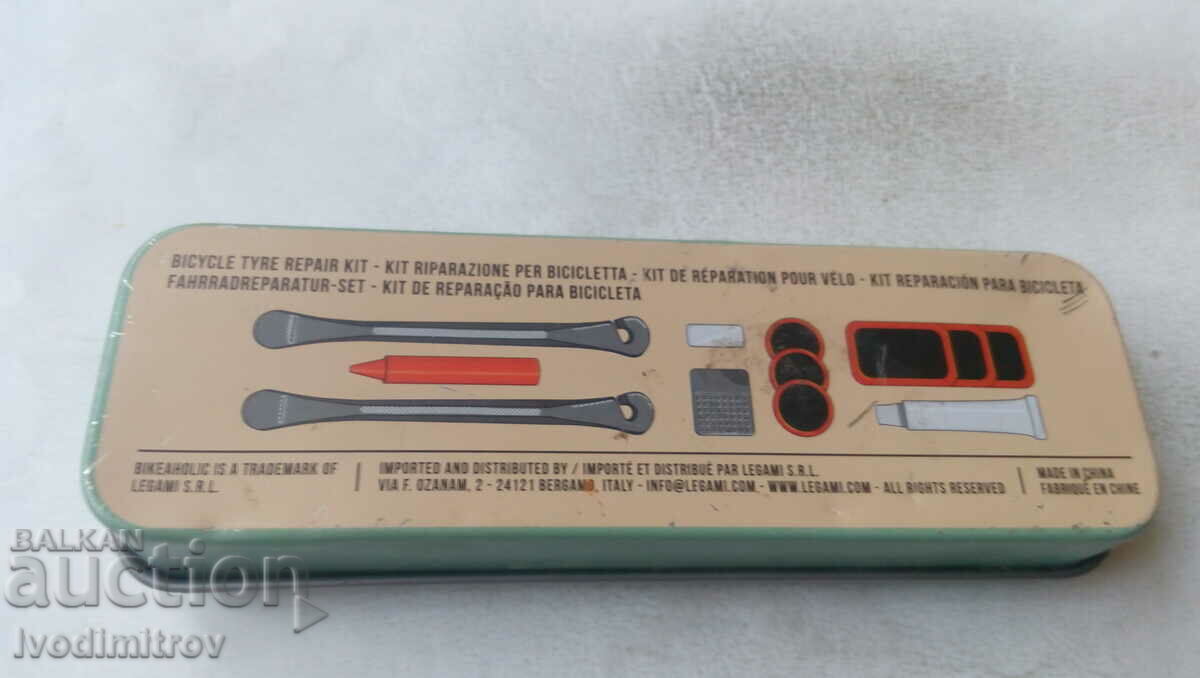 BICYCLE TYRE REPAIR KIT - KIT RIPARAZIONE PER BICICLETTA - KIT DE RÉPARATION POUR VÉLO - KIT REPARACIÓN PARA BICICLETA
FAHRRADREPARATUR-SET - KIT DE REPARAÇÃO PARA BICICLETA
BIKEAHOLIC IS A TRADEMARK OF
LEGAMI S.R.L.
IMPORTED AND DISTRIBUTED BY / IMPORTÉ ET DISTRIBUÉ PAR LEGAMI S.R.L.
VIA F. OZANAM, 2 - 24121 BERGAMO, ITALY - INFO@LEGAMI.COM - WWW.LEGAMI.COM - ALL RIGHTS RESERVED
MADE IN CHINA
FABRIQUÉ EN CHINE
BALKAN
auction
Ivodimitrov